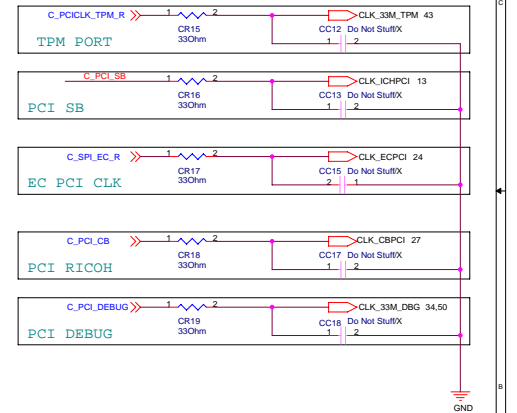 C
C_PCICLK_TPM_R 1 2 CLK_33M_TPM 43
CR15 CC12 Do Not Stuff/X
33Ohm 1 2
TPM PORT
C_PCI_SB 1 2 CLK_ICHPCI 13
CR16 CC13 Do Not Stuff/X
33Ohm 1 2
PCI SB
C_SPI_EC_R 1 2 CLK_ECPCI 24
CR17 CC15 Do Not Stuff/X
33Ohm 2 1
EC PCI CLK
C_PCI_CB 1 2 CLK_CBPCI 27
CR18 CC17 Do Not Stuff/X
33Ohm 1 2
PCI RICOH
C_PCI_DEBUG 1 2 CLK_33M_DBG 34,50
CR19 CC18 Do Not Stuff/X
33Ohm 1 2
PCI DEBUG
B
GND